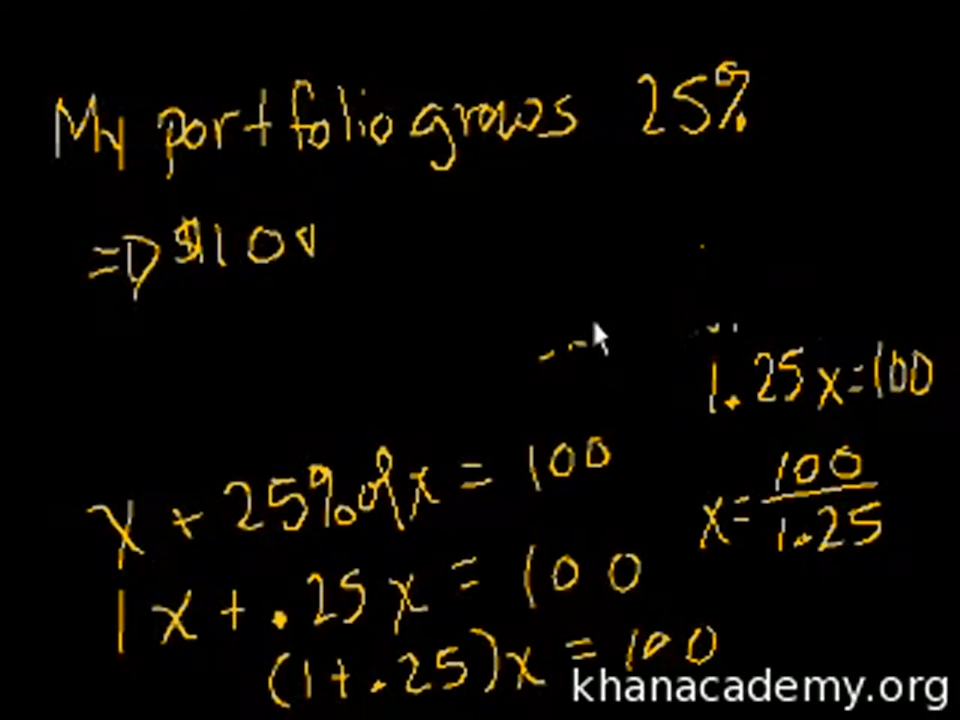 My portfolio grows 25%
=> $100
x + 25% of x = 100
1x + .25x = 100
(1+.25)x = 100
1.25x=100
x= 100/1.25
khanacademy.org